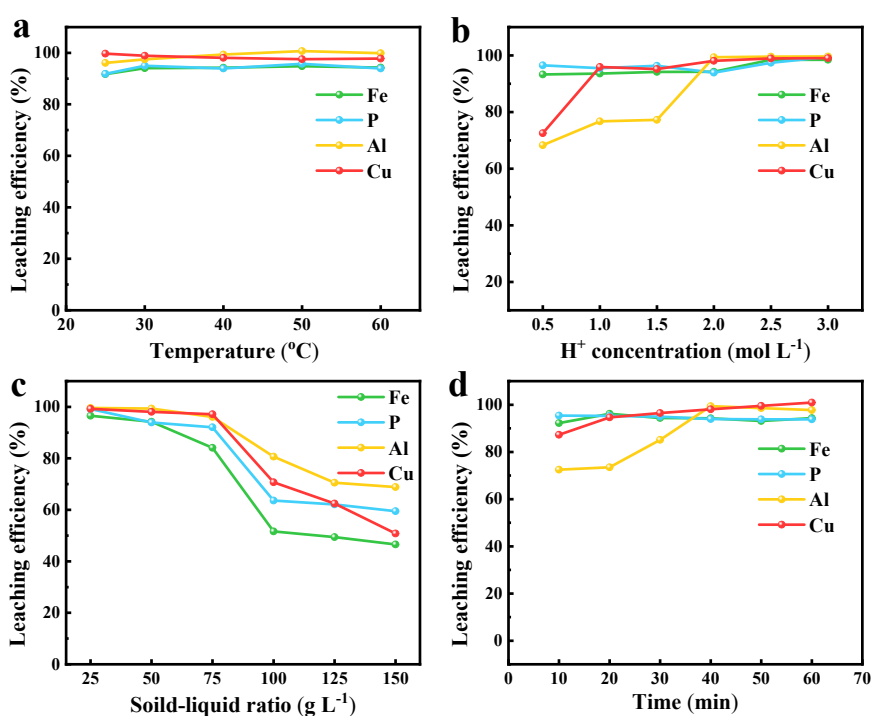 a
Leaching efficiency (%)
100
80
60
40
20
0
Fe
P
Al
Cu
20
30
40
50
60
Temperature (ºC)
b
Leaching efficiency (%)
100
80
60
40
20
Fe
P
Al
Cu
0.5
1.0
1.5
2.0
2.5
3.0
H⁺ concentration (mol L⁻¹)
c
Leaching efficiency (%)
100
80
60
40
20
0
Fe
P
Al
Cu
25
50
75
100
125
150
Soild-liquid ratio (g L⁻¹)
d
Leaching efficiency (%)
100
80
60
40
20
0
Fe
P
Al
Cu
0
10
20
30
40
50
60
70
Time (min)